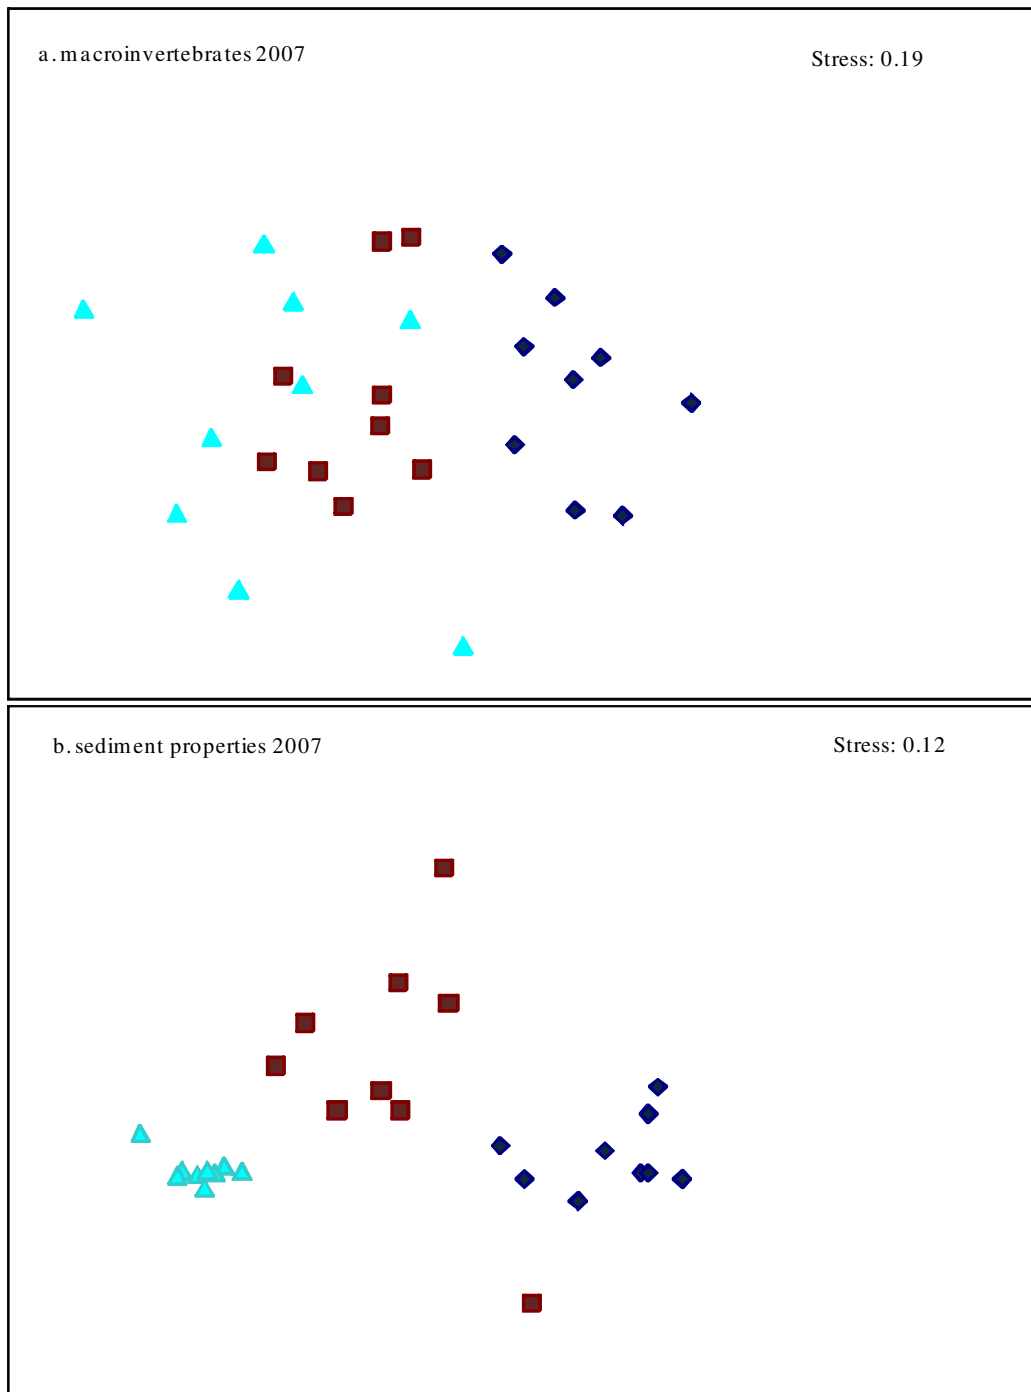 a. macroinvertebrates 2007
Stress: 0.19
b. sediment properties 2007
Stress: 0.12